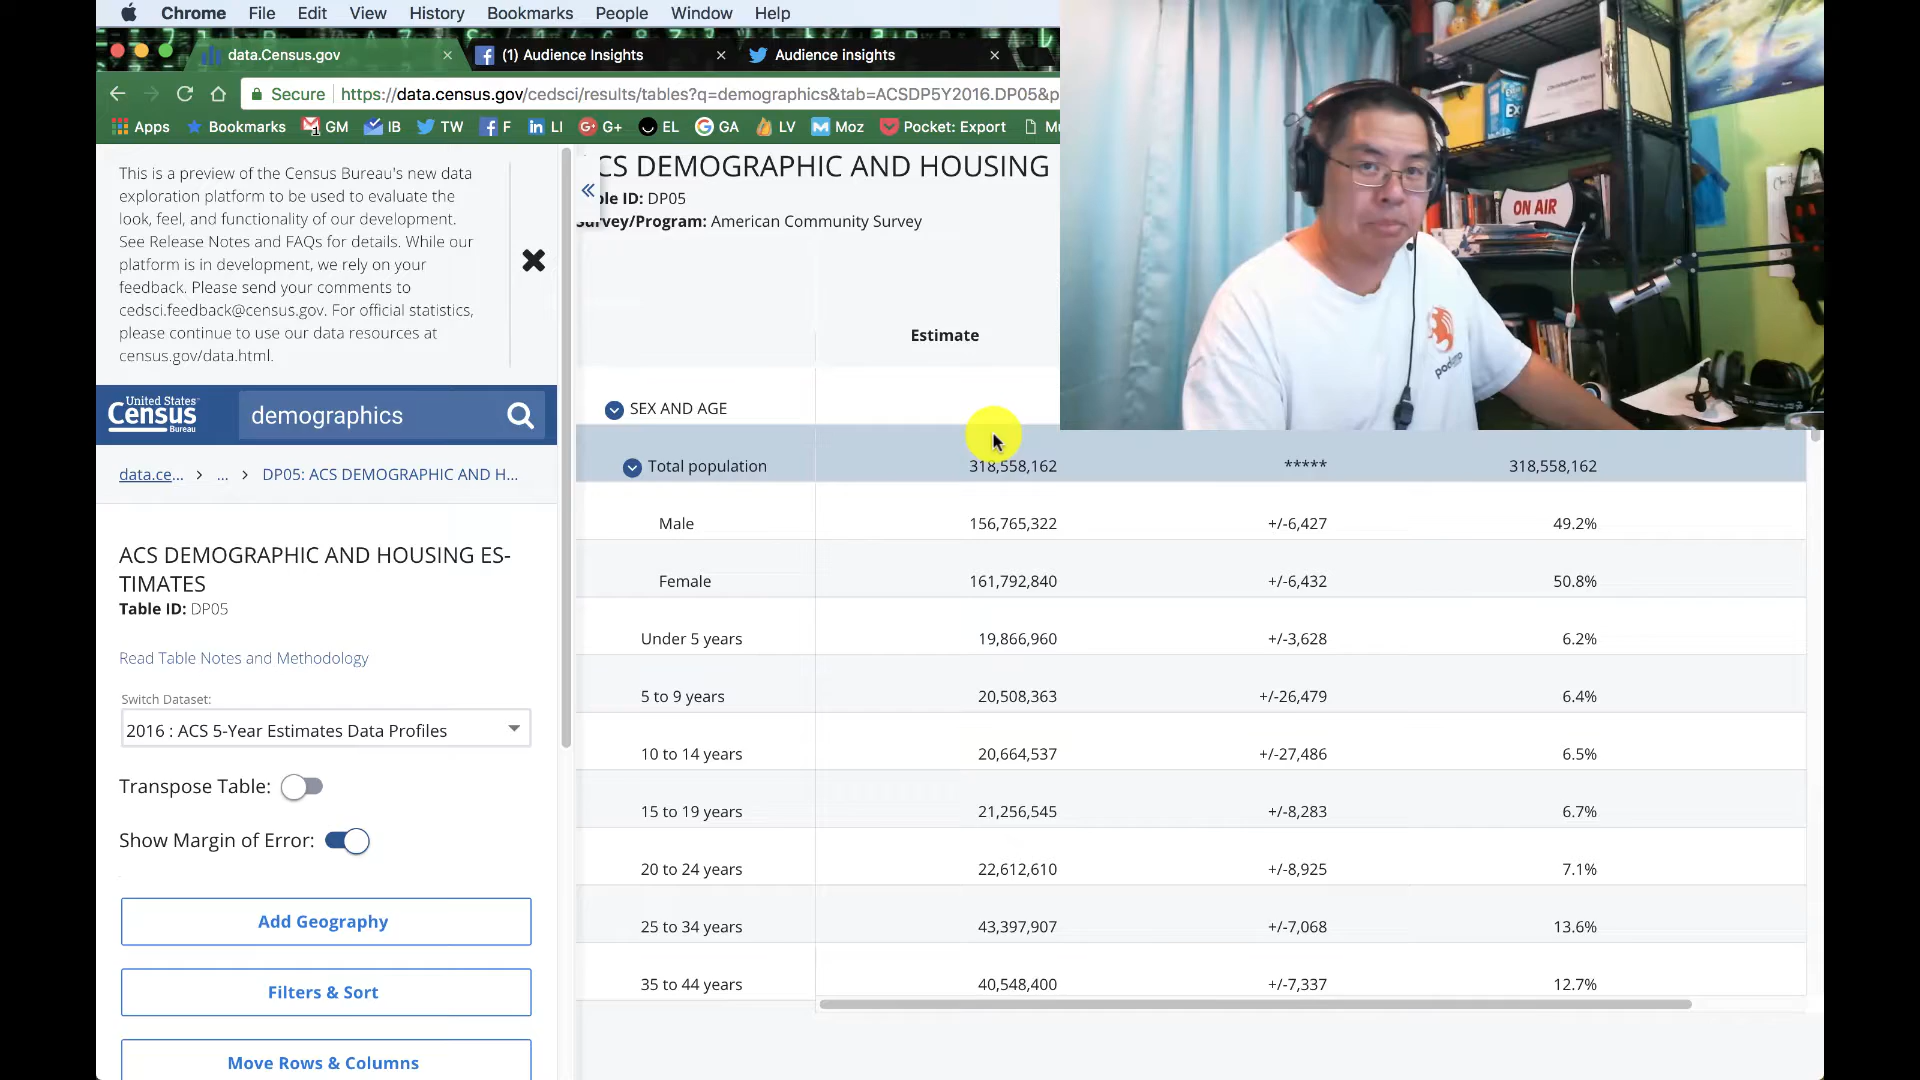 Chrome File Edit View History Bookmarks People Window Help
data.Census.gov × (1) Audience Insights × Audience insights ×
Secure https://data.census.gov/cedsci/results/tables?q=demographics&tab=ACSDP5Y2016.DP05&p
Apps Bookmarks GM IB TW F LI G+ EL GA LV Moz Pocket: Export
This is a preview of the Census Bureau's new data
exploration platform to be used to evaluate the
look, feel, and functionality of our development.
See Release Notes and FAQs for details. While our
platform is in development, we rely on your
feedback. Please send your comments to
cedsci.feedback@census.gov. For official statistics,
please continue to use our data resources at
census.gov/data.html.
United States
Census
Bureau
demographics
data.ce... > ... > DP05: ACS DEMOGRAPHIC AND H...
ACS DEMOGRAPHIC AND HOUSING ES-
TIMATES
Table ID: DP05
Read Table Notes and Methodology
Switch Dataset:
2016 : ACS 5-Year Estimates Data Profiles
Transpose Table:
Show Margin of Error:
Add Geography
Filters & Sort
Move Rows & Columns
CS DEMOGRAPHIC AND HOUSING
ble ID: DP05
Survey/Program: American Community Survey
Estimate
SEX AND AGE
Total population 318,558,162 ***** 318,558,162
Male 156,765,322 +/-6,427 49.2%
Female 161,792,840 +/-6,432 50.8%
Under 5 years 19,866,960 +/-3,628 6.2%
5 to 9 years 20,508,363 +/-26,479 6.4%
10 to 14 years 20,664,537 +/-27,486 6.5%
15 to 19 years 21,256,545 +/-8,283 6.7%
20 to 24 years 22,612,610 +/-8,925 7.1%
25 to 34 years 43,397,907 +/-7,068 13.6%
35 to 44 years 40,548,400 +/-7,337 12.7%
ON AIR